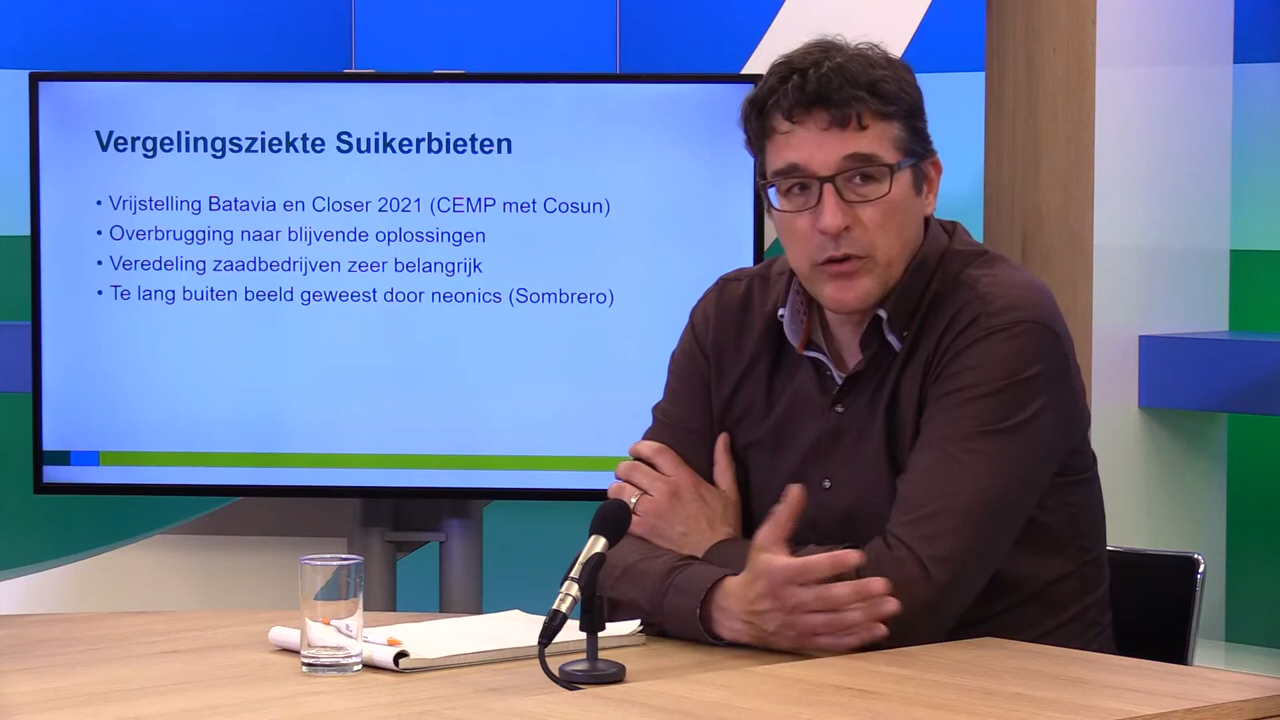 Vergelingsziekte Suikerbieten
• Vrijstelling Batavia en Closer 2021 (CEMP met Cosun)
• Overbrugging naar blijvende oplossingen
• Veredeling zaadbedrijven zeer belangrijk
• Te lang buiten beeld geweest door neonics (Sombrero)